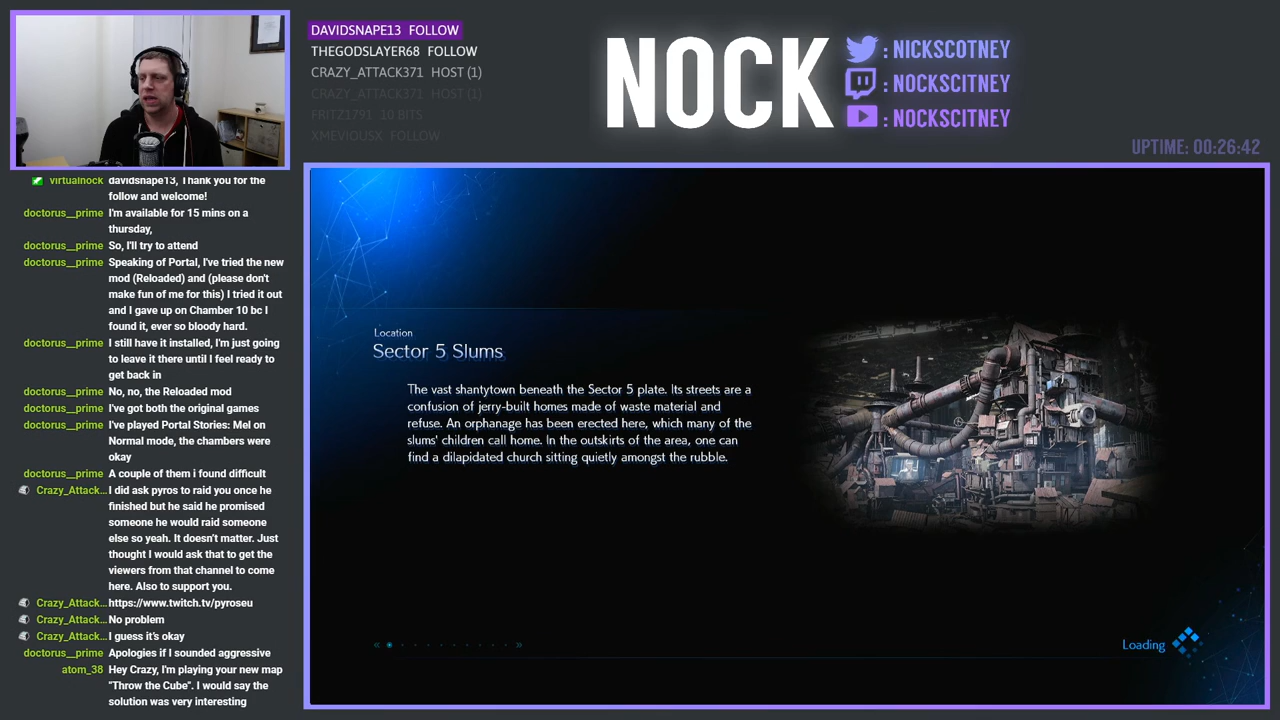 DAVIDSNAPE13 FOLLOW
THEGODSLAYER68 FOLLOW
CRAZY_ATTACK371 HOST (1)
CRAZY_ATTACK371 HOST (1)
FRITZ1791 10 BITS
XMEVIOUSX FOLLOW
NOCK
: NICKSCOTNEY
: NOCKSCITNEY
: NOCKSCITNEY
UPTIME: 00:26:42
virtualnock davidsnape13, Thank you for the
follow and welcome!
doctorus__prime I'm available for 15 mins on a
thursday,
doctorus__prime So, I'll try to attend
doctorus__prime Speaking of Portal, I've tried the new
mod (Reloaded) and (please don't
make fun of me for this) I tried it out
and I gave up on Chamber 10 bc I
found it, ever so bloody hard.
doctorus__prime I still have it installed, I'm just going
to leave it there until I feel ready to
get back in
doctorus__prime No, no, the Reloaded mod
doctorus__prime I've got both the original games
doctorus__prime I've played Portal Stories: Mel on
Normal mode, the chambers were
okay
doctorus__prime A couple of them i found difficult
Crazy_Attack... I did ask pyros to raid you once he
finished but he said he promised
someone he would raid someone
else so yeah. It doesn't matter. Just
thought I would ask that to get the
viewers from that channel to come
here. Also to support you.
Crazy_Attack... https://www.twitch.tv/pyroseu
Crazy_Attack... No problem
Crazy_Attack... I guess it's okay
doctorus__prime Apologies if I sounded aggressive
atom_38 Hey Crazy, I'm playing your new map
"Throw the Cube". I would say the
solution was very interesting
Location
Sector 5 Slums
The vast shantytown beneath the Sector 5 plate. Its streets are a
confusion of jerry-built homes made of waste material and
refuse. An orphanage has been erected here, which many of the
slums' children call home. In the outskirts of the area, one can
find a dilapidated church sitting quietly amongst the rubble.
Loading